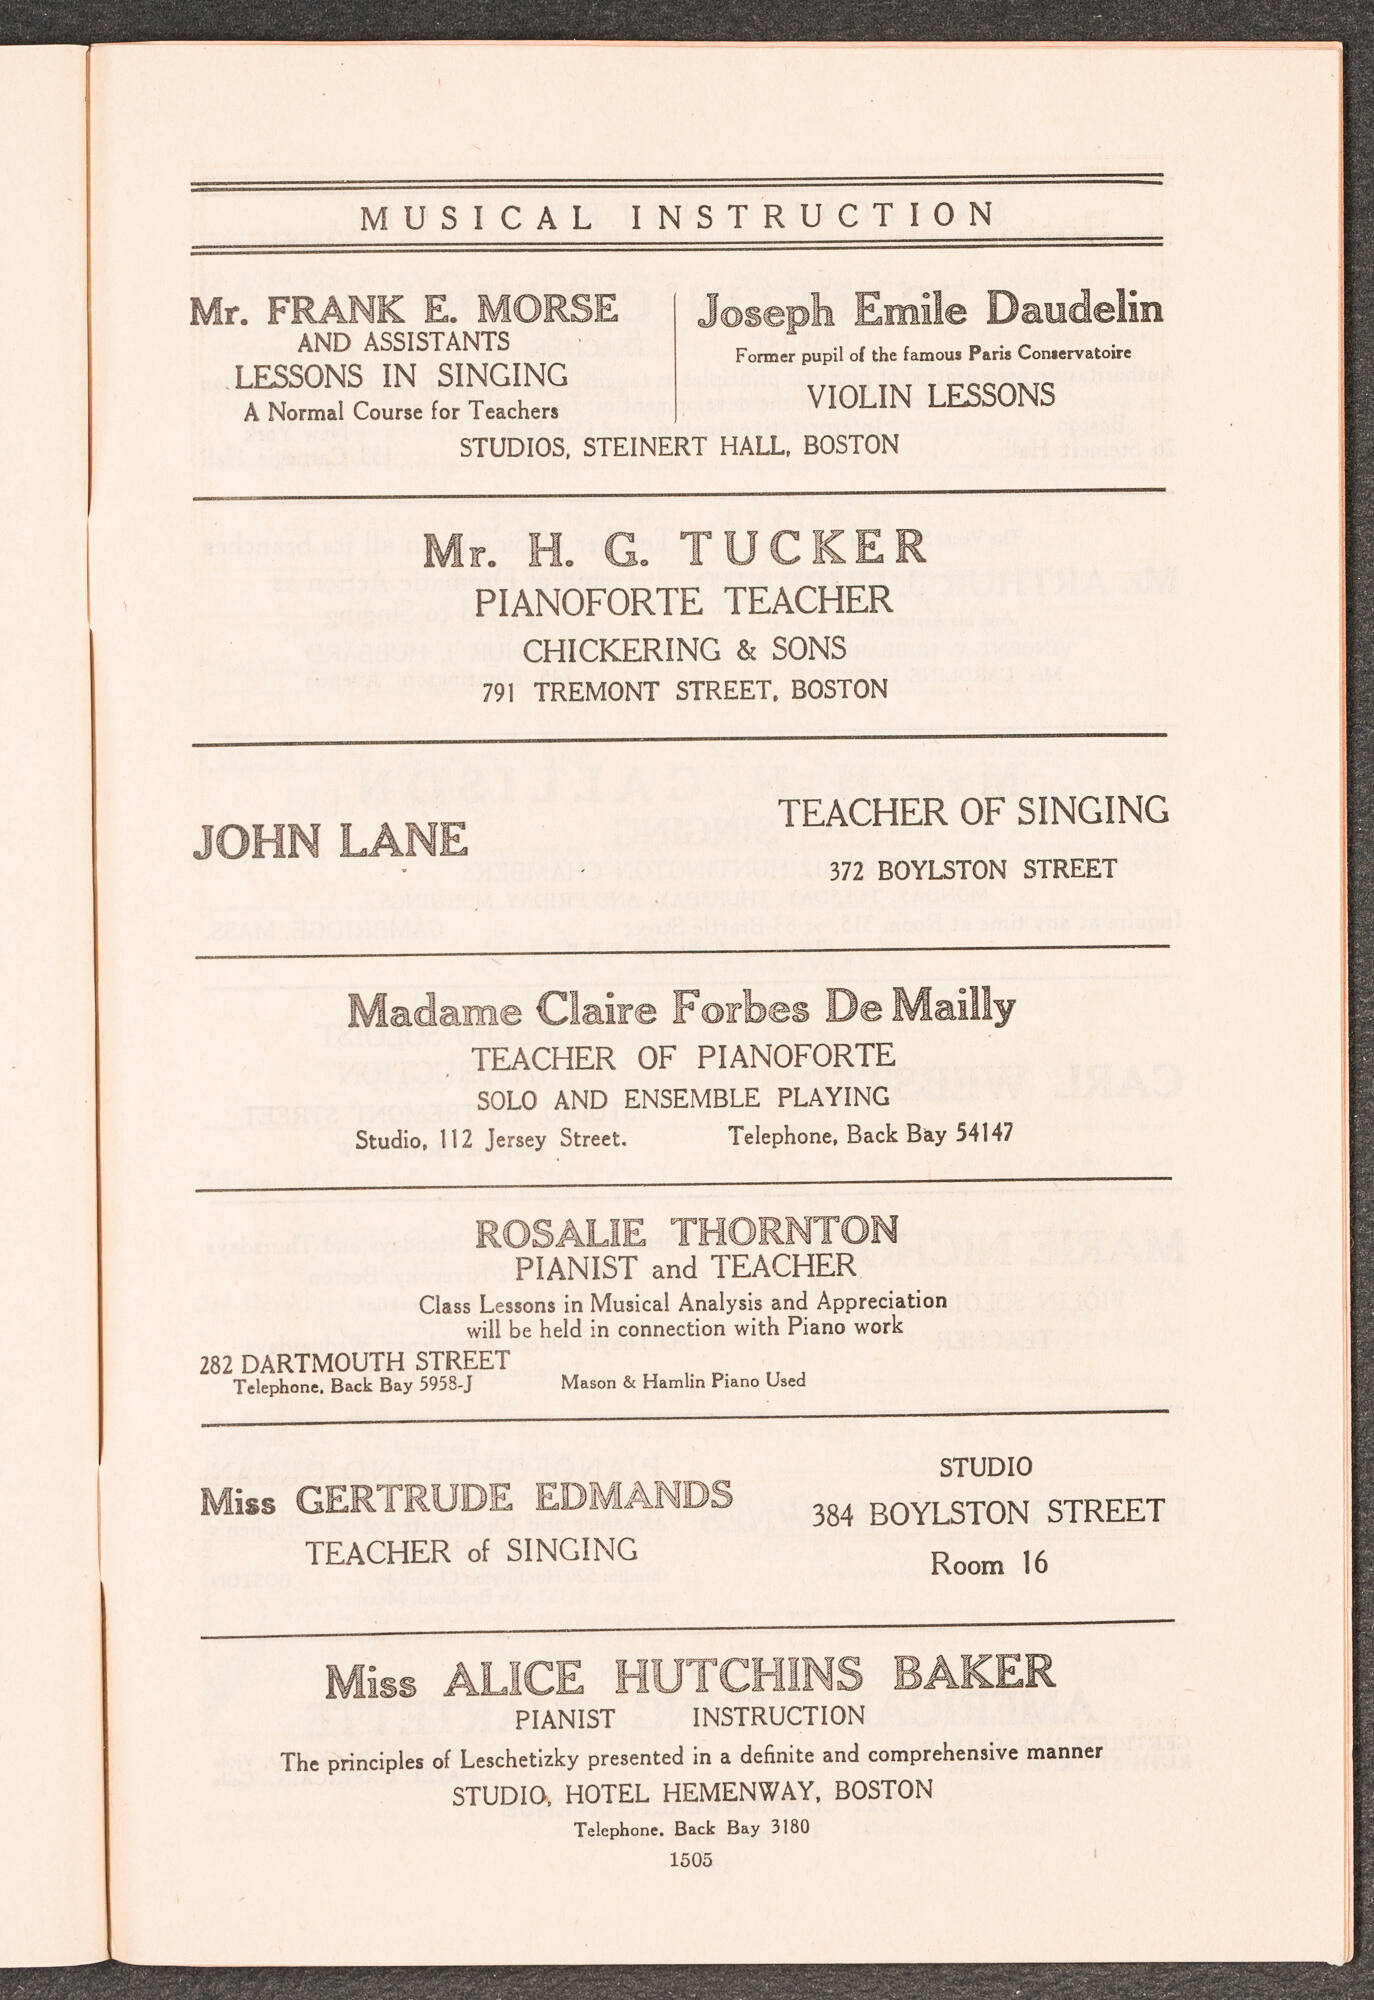 MUSICAL INSTRUCTION
Mr. FRANK E. MORSE
AND ASSISTANTS
LESSONS IN SINGING
A Normal Course for Teachers
Joseph Emile Daudelin
Former pupil of the famous Paris Conservatoire
VIOLIN LESSONS
STUDIOS, STEINERT HALL, BOSTON
Mr. H. G. TUCKER
PIANOFORTE TEACHER
CHICKERING & SONS
791 TREMONT STREET, BOSTON
JOHN LANE
TEACHER OF SINGING
372 BOYLSTON STREET
Madame Claire Forbes De Mailly
TEACHER OF PIANOFORTE
SOLO AND ENSEMBLE PLAYING
Studio, 112 Jersey Street. Telephone, Back Bay 54147
ROSALIE THORNTON
PIANIST and TEACHER
Class Lessons in Musical Analysis and Appreciation
will be held in connection with Piano work
282 DARTMOUTH STREET
Telephone, Back Bay 5958-J Mason & Hamlin Piano Used
Miss GERTRUDE EDMANDS
TEACHER of SINGING
STUDIO
384 BOYLSTON STREET
Room 16
Miss ALICE HUTCHINS BAKER
PIANIST INSTRUCTION
The principles of Leschetizky presented in a definite and comprehensive manner
STUDIO, HOTEL HEMENWAY, BOSTON
Telephone, Back Bay 3180
1505